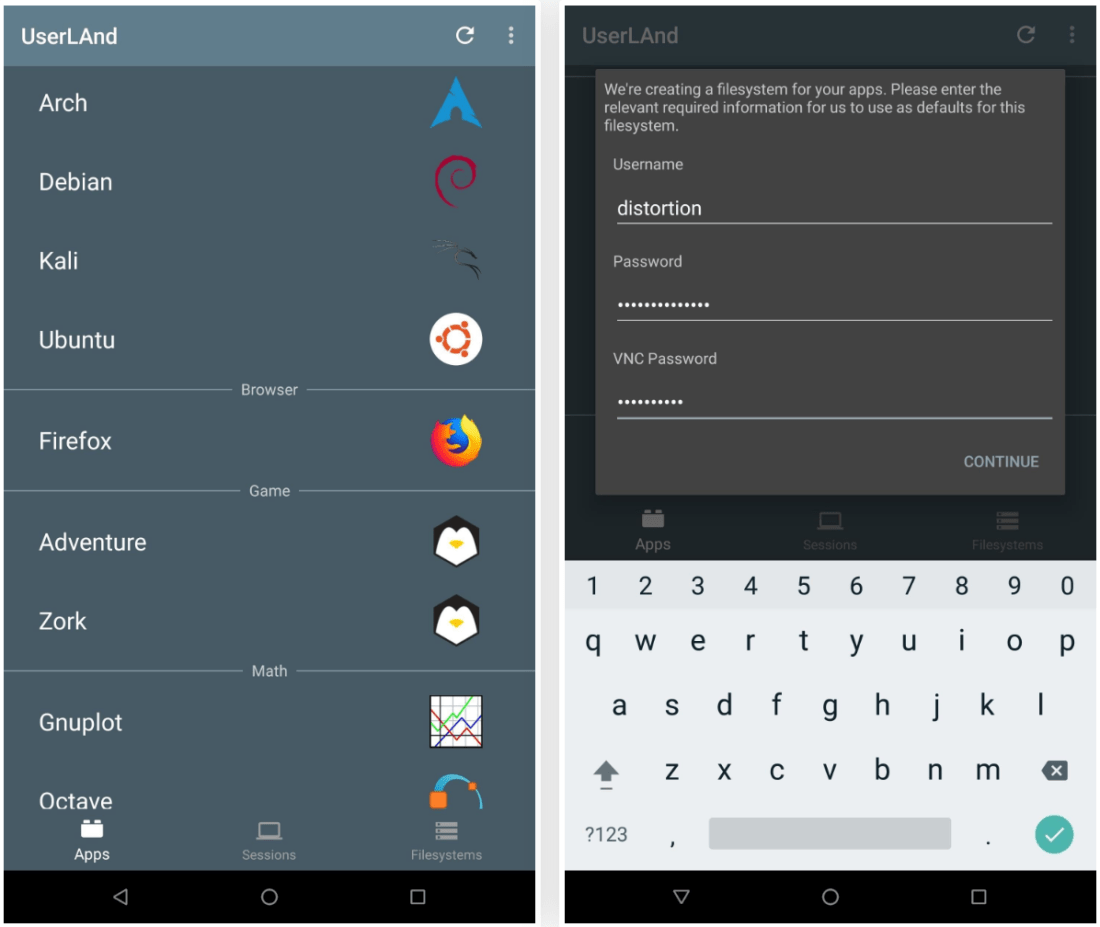 UserLAnd
Arch
Debian
Kali
Ubuntu
Browser
Firefox
Game
Adventure
Zork
Math
Gnuplot
Octave
Apps
Sessions
Filesystems
UserLAnd
We're creating a filesystem for your apps. Please enter the
relevant required information for us to use as defaults for this
filesystem.
Username
distortion
Password
••••••••••••••
VNC Password
••••••••••
CONTINUE
Apps
Sessions
Filesystems
1 2 3 4 5 6 7 8 9 0
q w e r t y u i o p
a s d f g h j k l
z x c v b n m
?123 , .